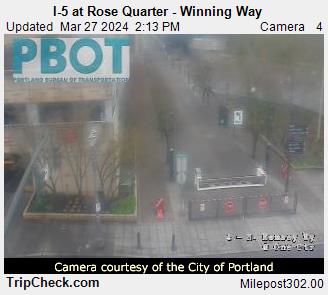 I-5 at Rose Quarter - Winning Way
Updated Mar 27 2024 2:13 PM Camera 4
PBOT
PORTLAND BUREAU OF TRANSPORTATION
Camera courtesy of the City of Portland
TripCheck.com Milepost302.00